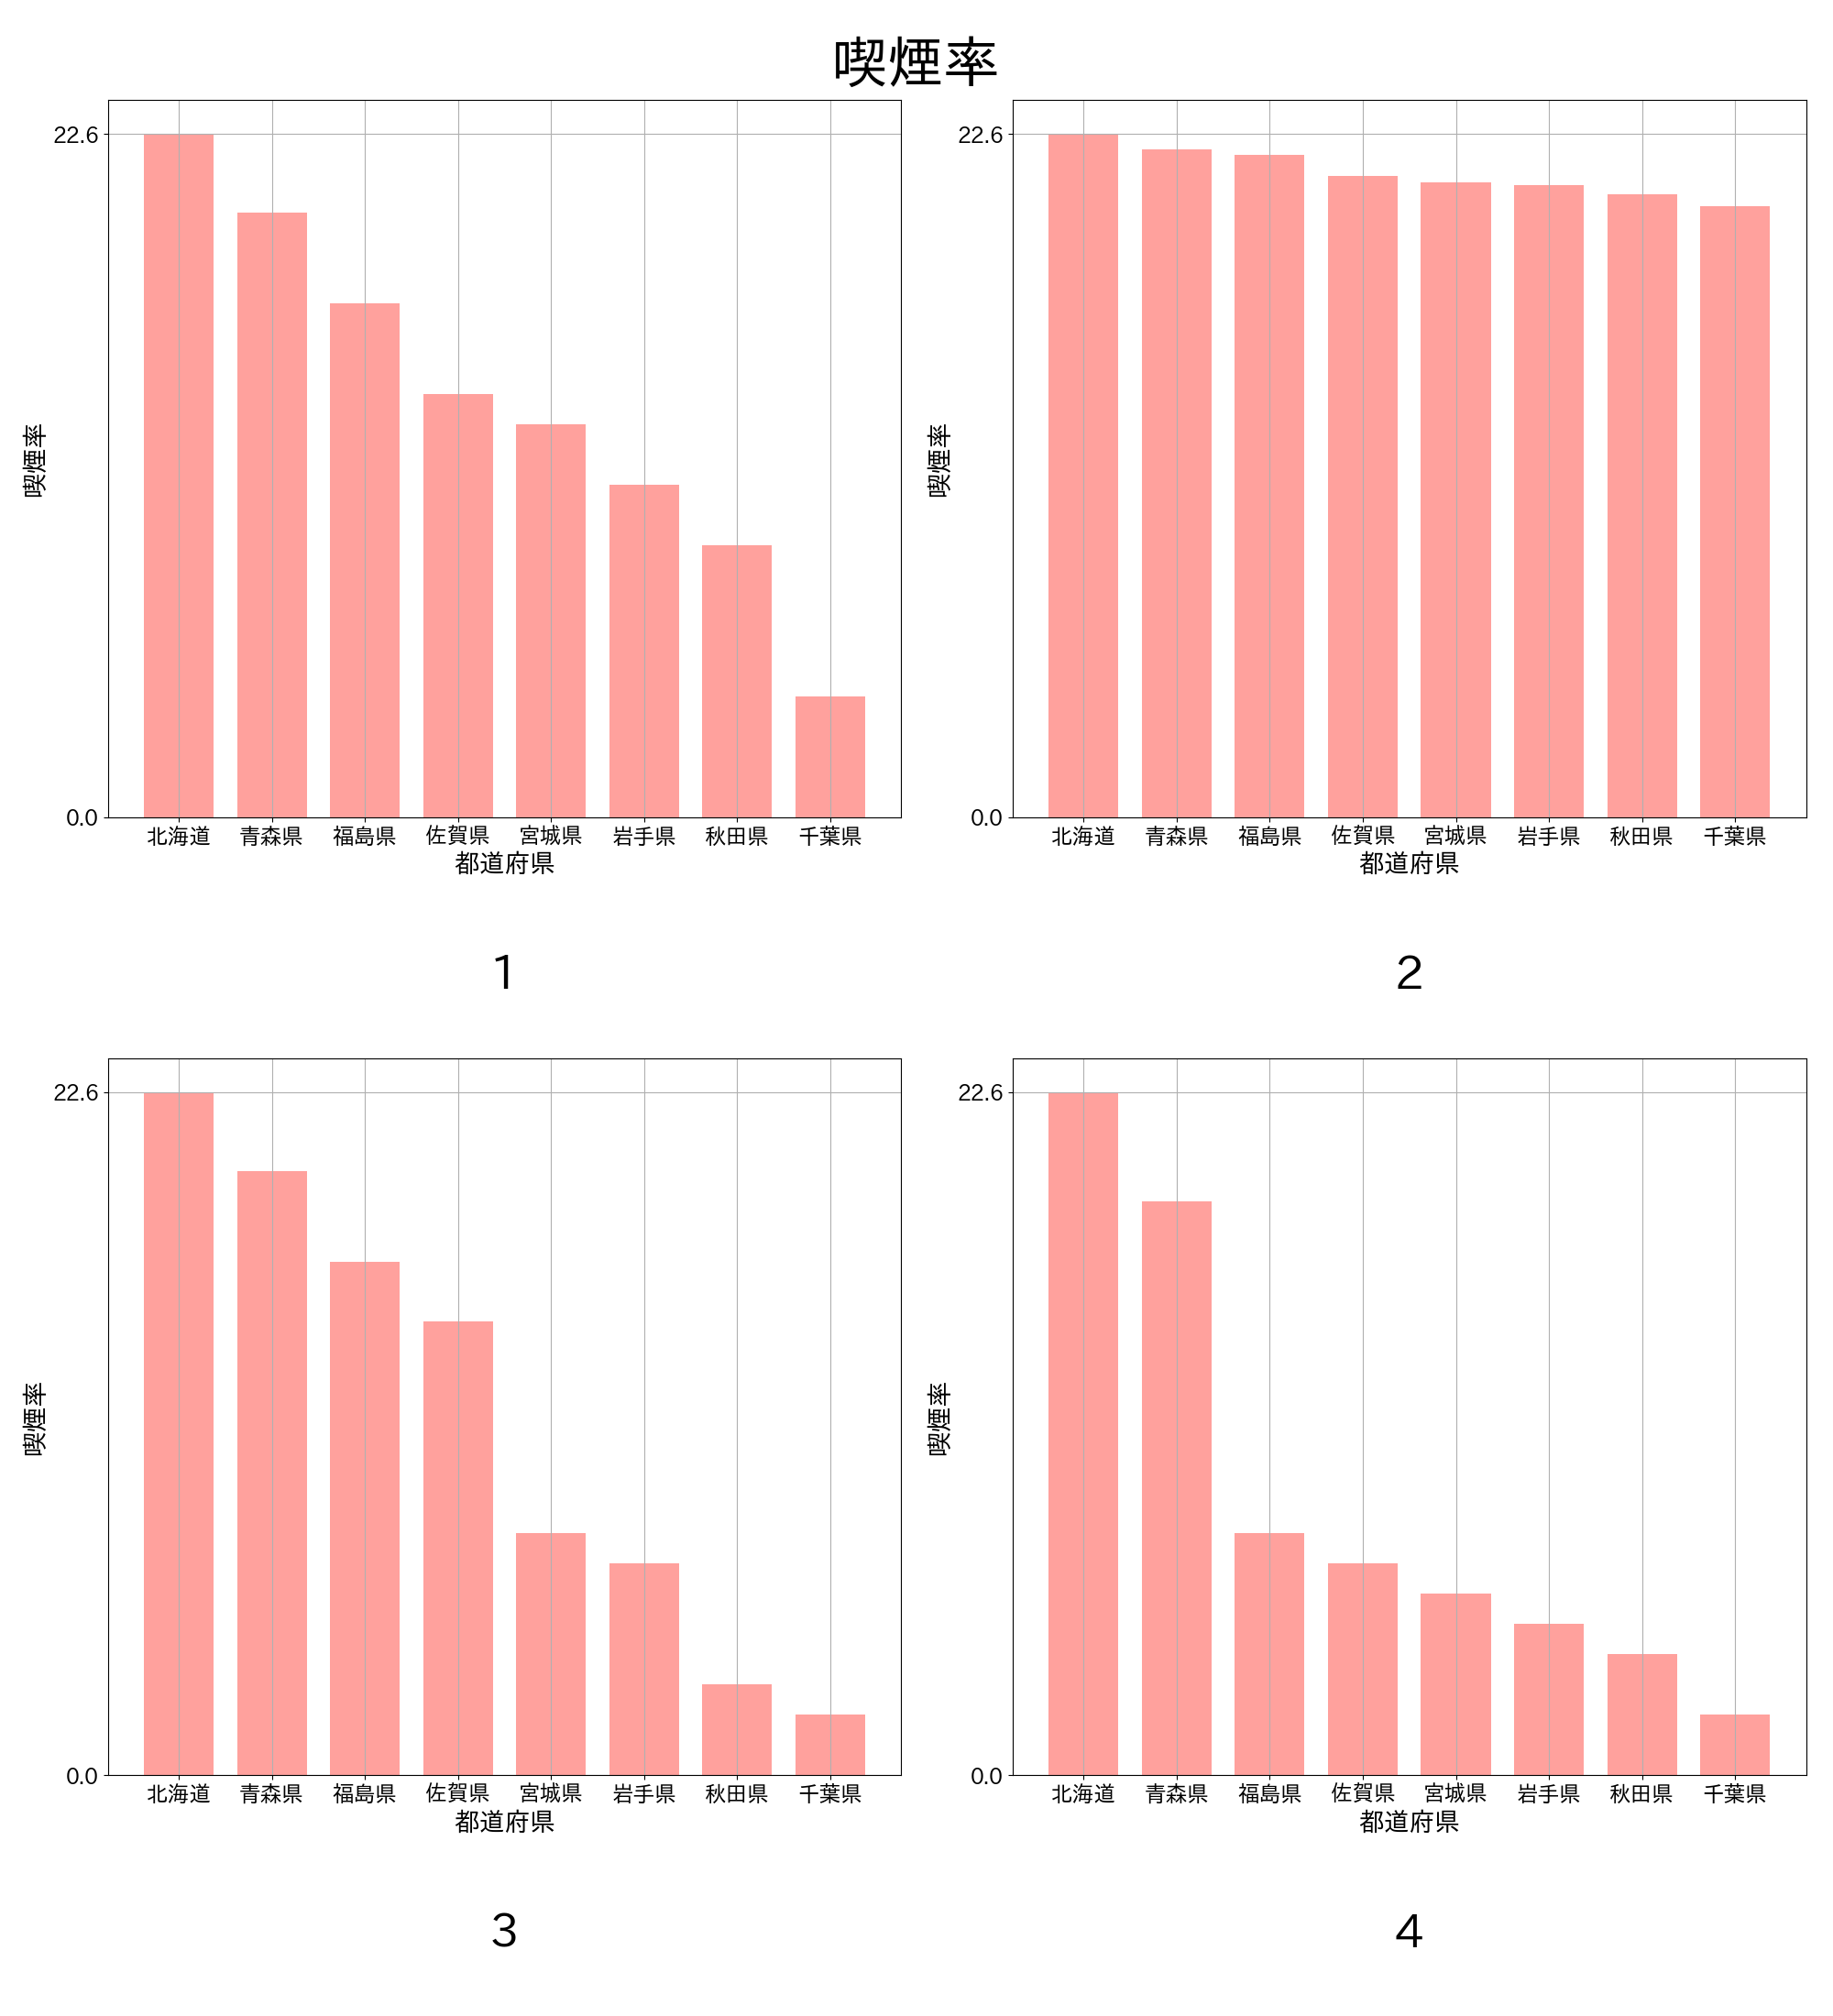 喫煙率
22.6
喫煙率
0.0
北海道 青森県 福島県 佐賀県 宮城県 岩手県 秋田県 千葉県
都道府県
1
22.6
喫煙率
0.0
北海道 青森県 福島県 佐賀県 宮城県 岩手県 秋田県 千葉県
都道府県
2
22.6
喫煙率
0.0
北海道 青森県 福島県 佐賀県 宮城県 岩手県 秋田県 千葉県
都道府県
3
22.6
喫煙率
0.0
北海道 青森県 福島県 佐賀県 宮城県 岩手県 秋田県 千葉県
都道府県
4